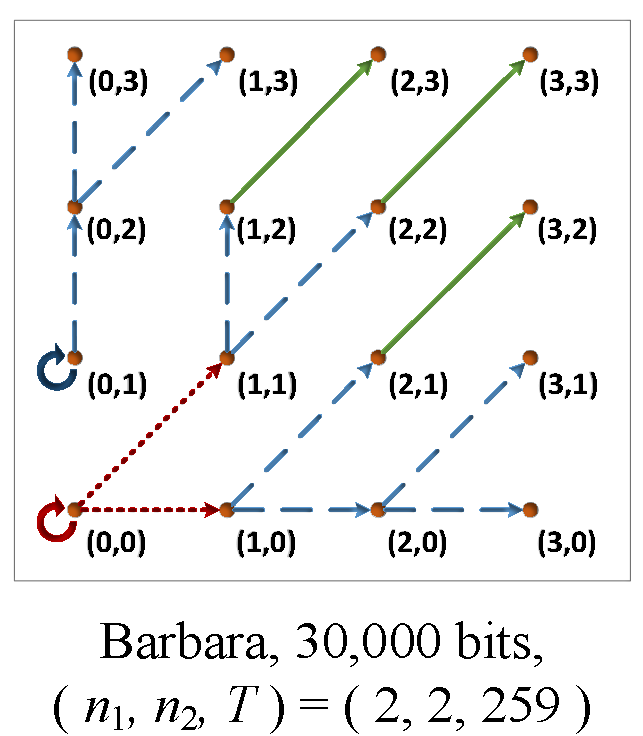 (0,3) (1,3) (2,3) (3,3)
(0,2) (1,2) (2,2) (3,2)
(0,1) (1,1) (2,1) (3,1)
(0,0) (1,0) (2,0) (3,0)
Barbara, 30,000 bits,
( n₁, n₂, T ) = ( 2, 2, 259 )